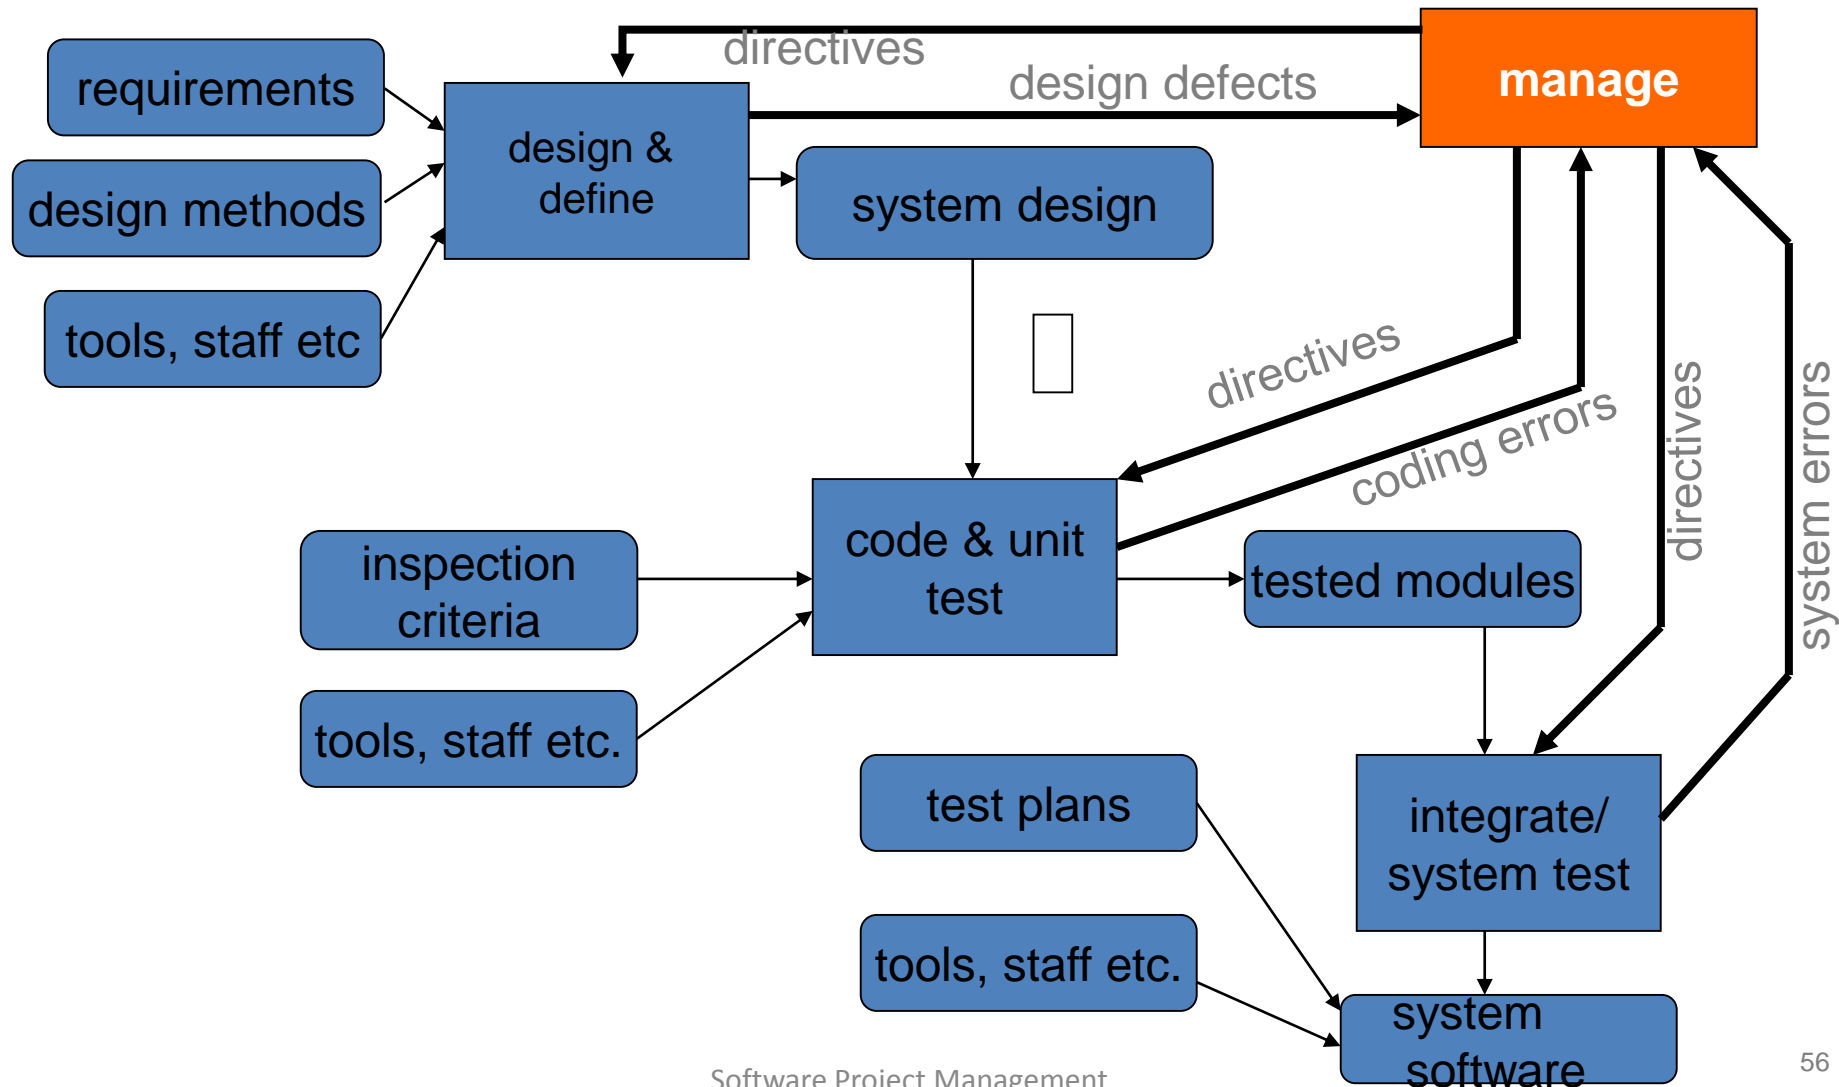 directives
manage
requirements
design defects
design &
define
design methods
system design
tools, staff etc
directives
coding errors
directives
system errors
code & unit
test
inspection
criteria
tested modules
tools, staff etc.
test plans
integrate/
system test
tools, staff etc.
system
software
Software Project Management
56